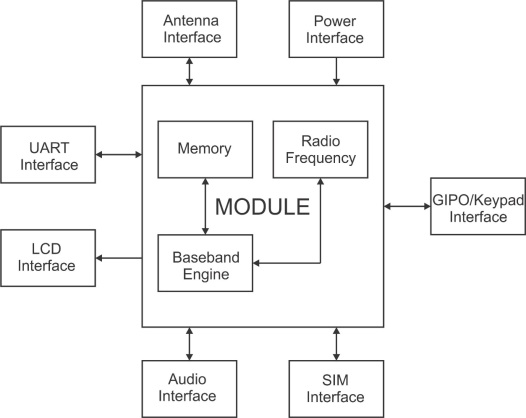 Antenna
Interface
Power
Interface
UART
Interface
Memory
Radio
Frequency
MODULE
GIPO/Keypad
Interface
LCD
Interface
Baseband
Engine
Audio
Interface
SIM
Interface